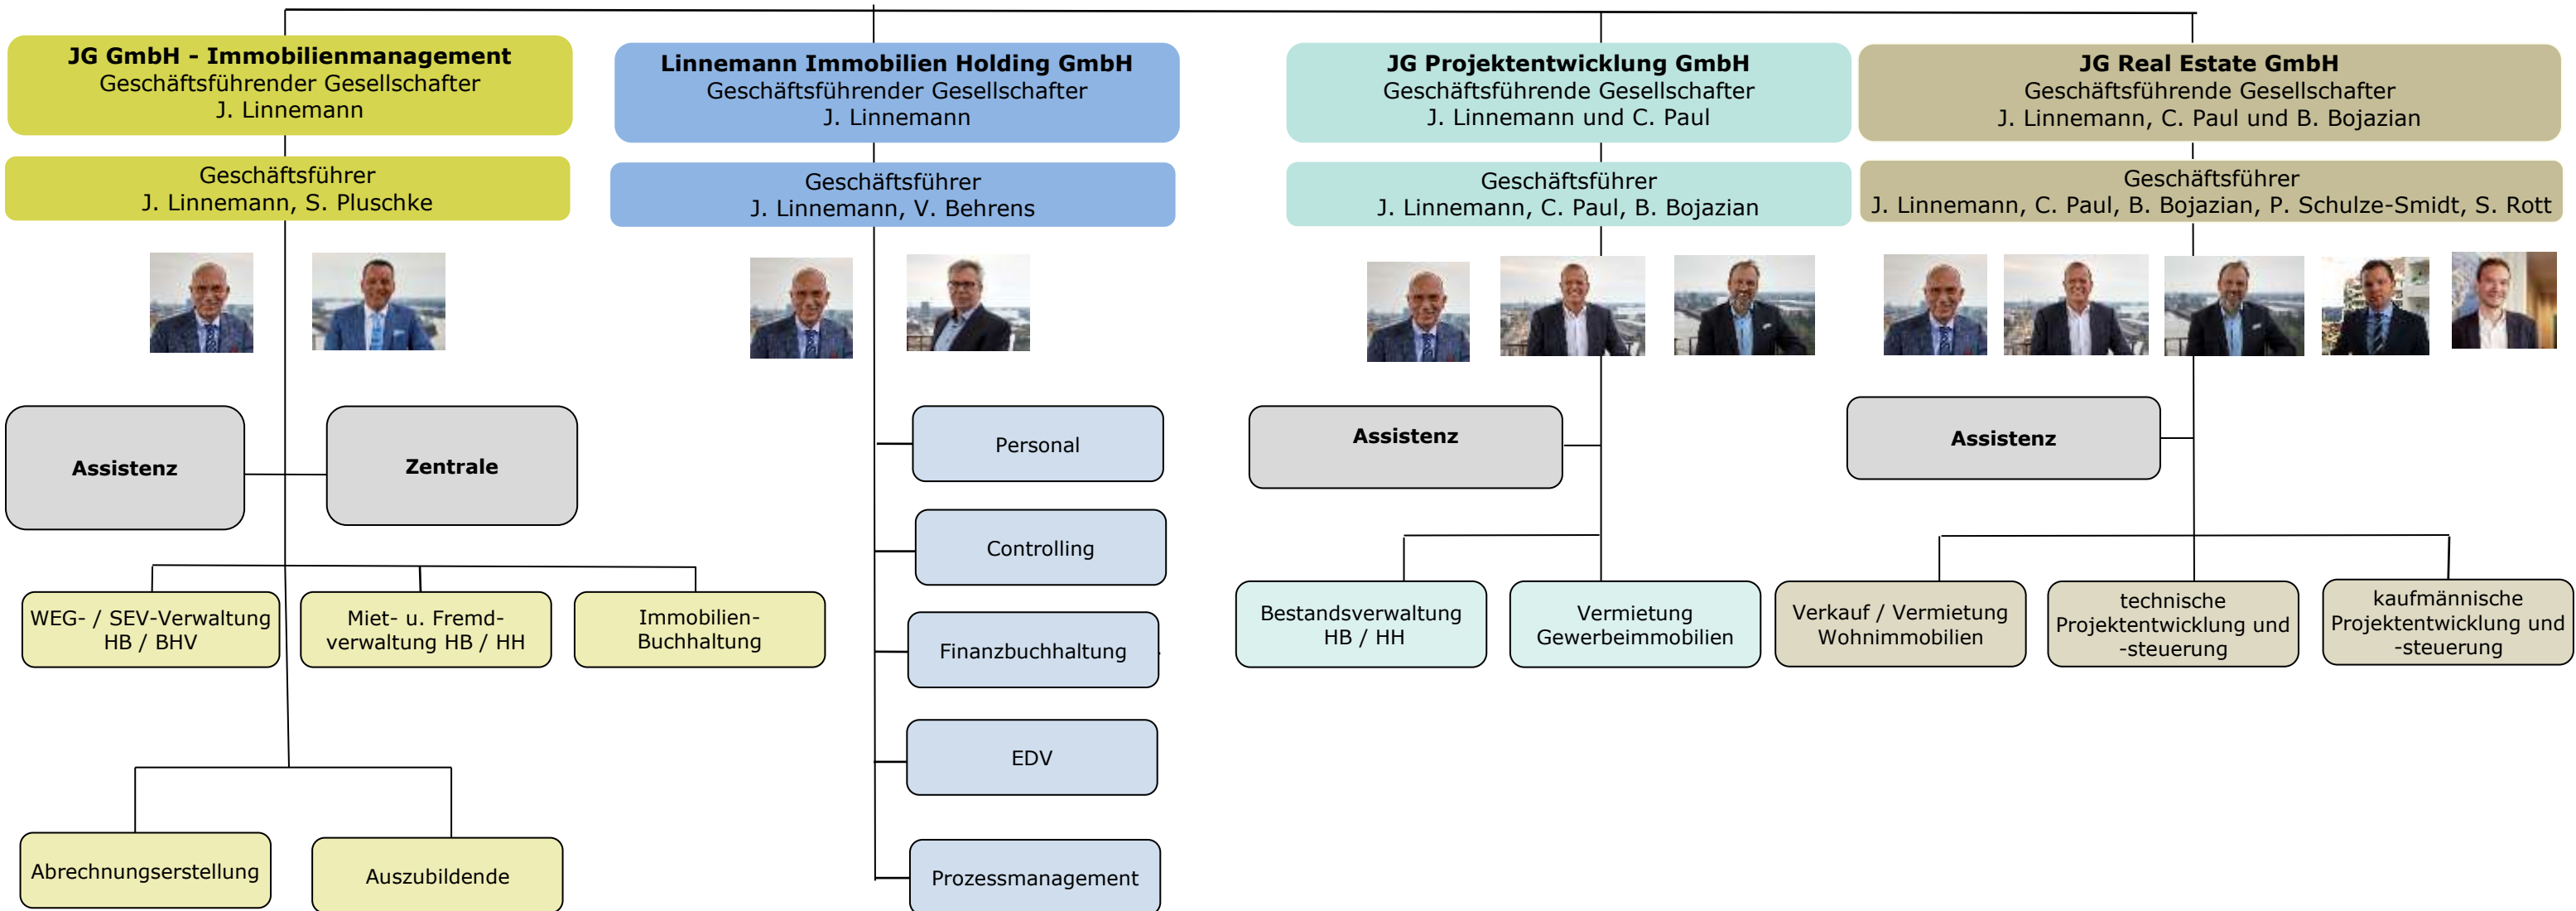 JG GmbH - Immobilienmanagement
Geschäftsführender Gesellschafter
J. Linnemann
Geschäftsführer
J. Linnemann, S. Pluschke
Assistenz
Zentrale
WEG- / SEV-Verwaltung
HB / BHV
Miet- u. Fremd-
verwaltung HB / HH
Immobilien-
Buchhaltung
Abrechnungserstellung
Auszubildende
Linnemann Immobilien Holding GmbH
Geschäftsführender Gesellschafter
J. Linnemann
Geschäftsführer
J. Linnemann, V. Behrens
Personal
Controlling
Finanzbuchhaltung
EDV
Prozessmanagement
JG Projektentwicklung GmbH
Geschäftsführende Gesellschafter
J. Linnemann und C. Paul
Geschäftsführer
J. Linnemann, C. Paul, B. Bojazian
Assistenz
Bestandsverwaltung
HB / HH
Vermietung
Gewerbeimmobilien
JG Real Estate GmbH
Geschäftsführende Gesellschafter
J. Linnemann, C. Paul und B. Bojazian
Geschäftsführer
J. Linnemann, C. Paul, B. Bojazian, P. Schulze-Smidt, S. Rott
Assistenz
Verkauf / Vermietung
Wohnimmobilien
technische
Projektentwicklung und
-steuerung
kaufmännische
Projektentwicklung und
-steuerung